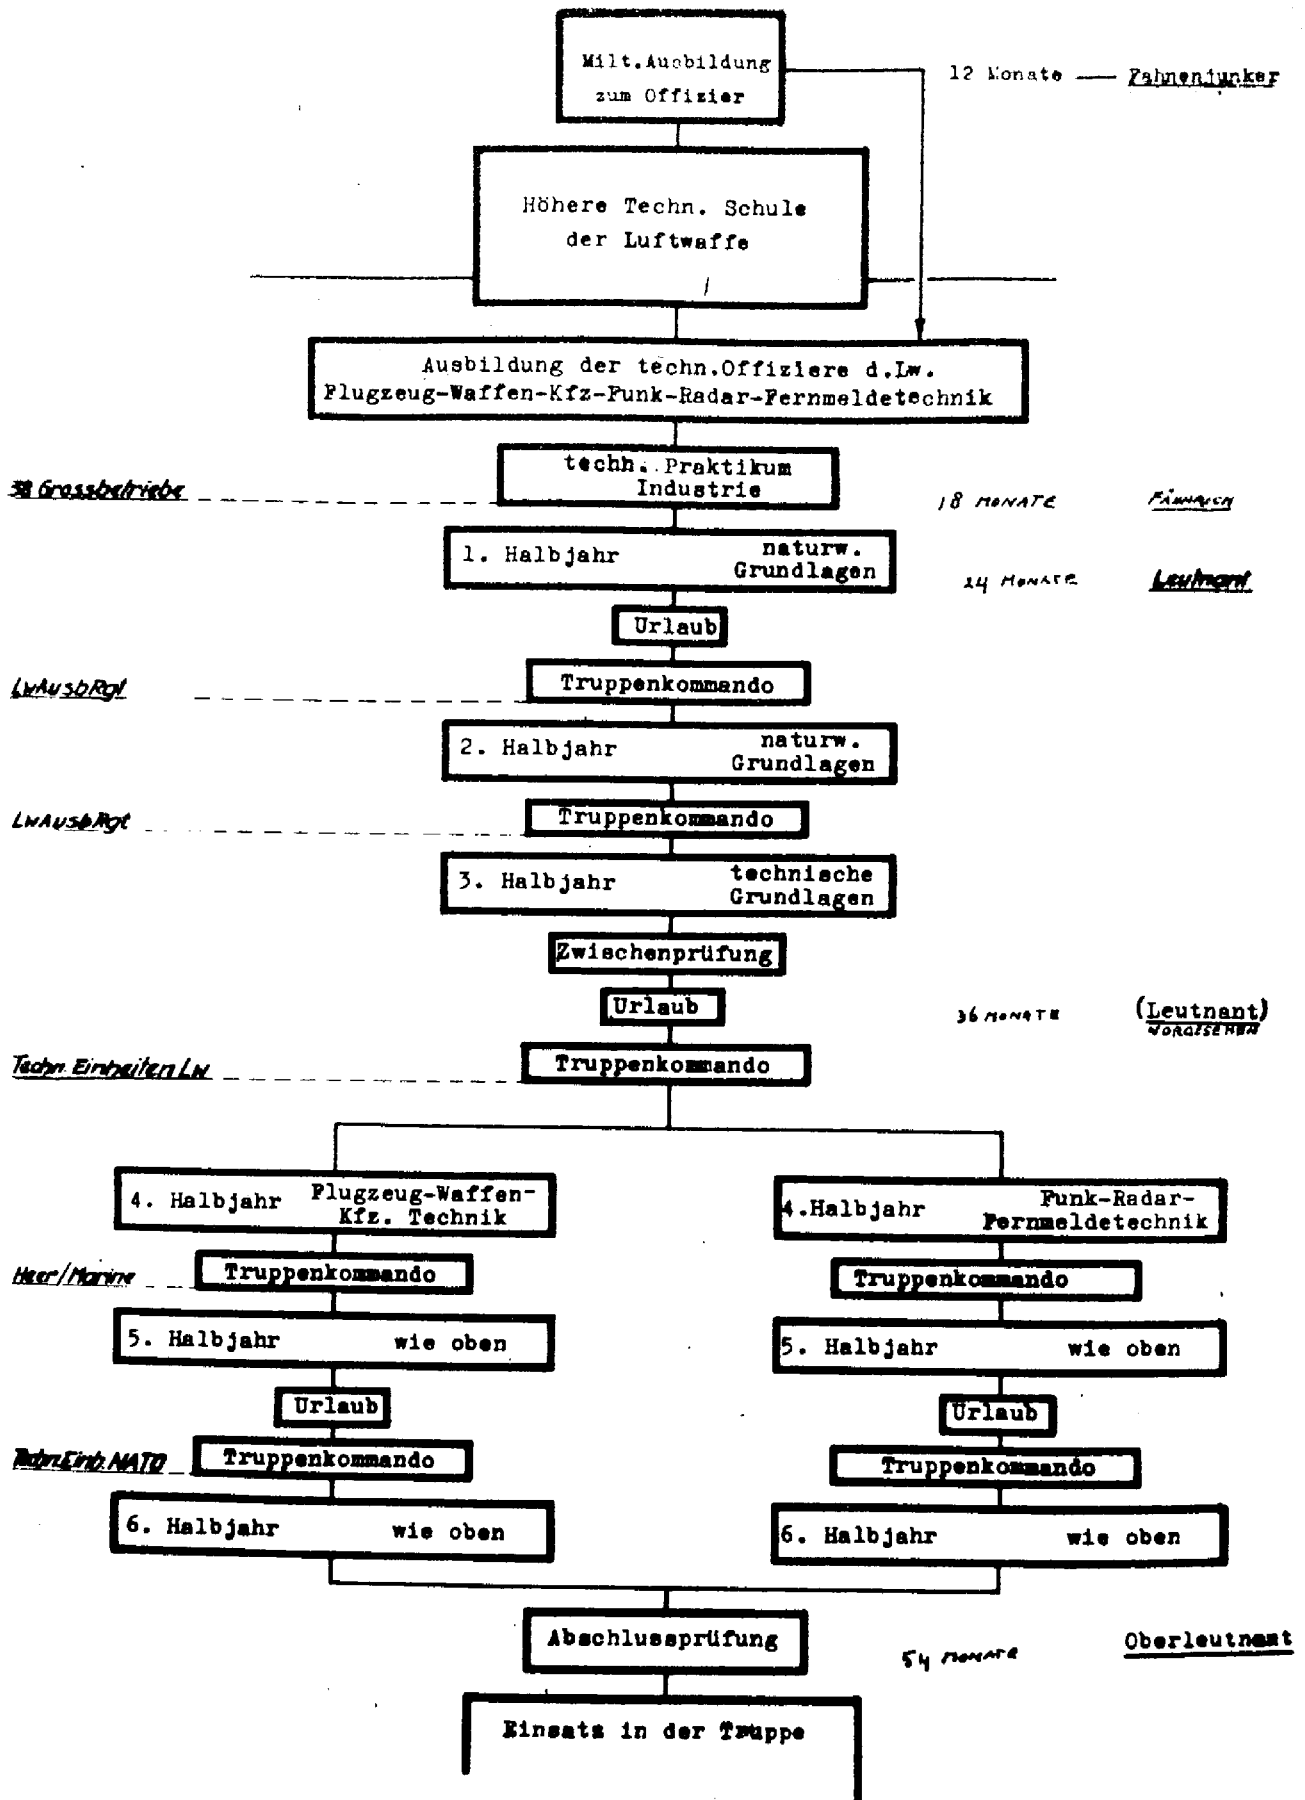 Milt.Ausbildung
zum Offizier
12 Monate — Fahnenjunker
Höhere Techn. Schule
der Luftwaffe
Ausbildung der techn.Offiziere d.Lw.
Flugzeug-Waffen-Kfz-Funk-Radar-Fernmeldetechnik
techh. Praktikum
Industrie
38 Grossbetriebe
18 MONATE FÄHNRICH
1. Halbjahr naturw.
Grundlagen
24 MONATE Leutnant
Urlaub
LwAusbRgt
Truppenkommando
2. Halbjahr naturw.
Grundlagen
LwAusbRgt
Truppenkommando
3. Halbjahr technische
Grundlagen
Zwischenprüfung
Urlaub
36 MONATE (Leutnant)
VORGESEHEN
Techn. Einheiten Lw
Truppenkommando
4. Halbjahr Flugzeug-Waffen-
Kfz. Technik
4.Halbjahr Funk-Radar-
Fernmeldetechnik
Heer/Marine
Truppenkommando
Truppenkommando
5. Halbjahr wie oben
5. Halbjahr wie oben
Urlaub
Urlaub
Techn.Einh.NATO
Truppenkommando
Truppenkommando
6. Halbjahr wie oben
6. Halbjahr wie oben
Abschlussprüfung
54 MONATE Oberleutnant
Einsatz in der Truppe